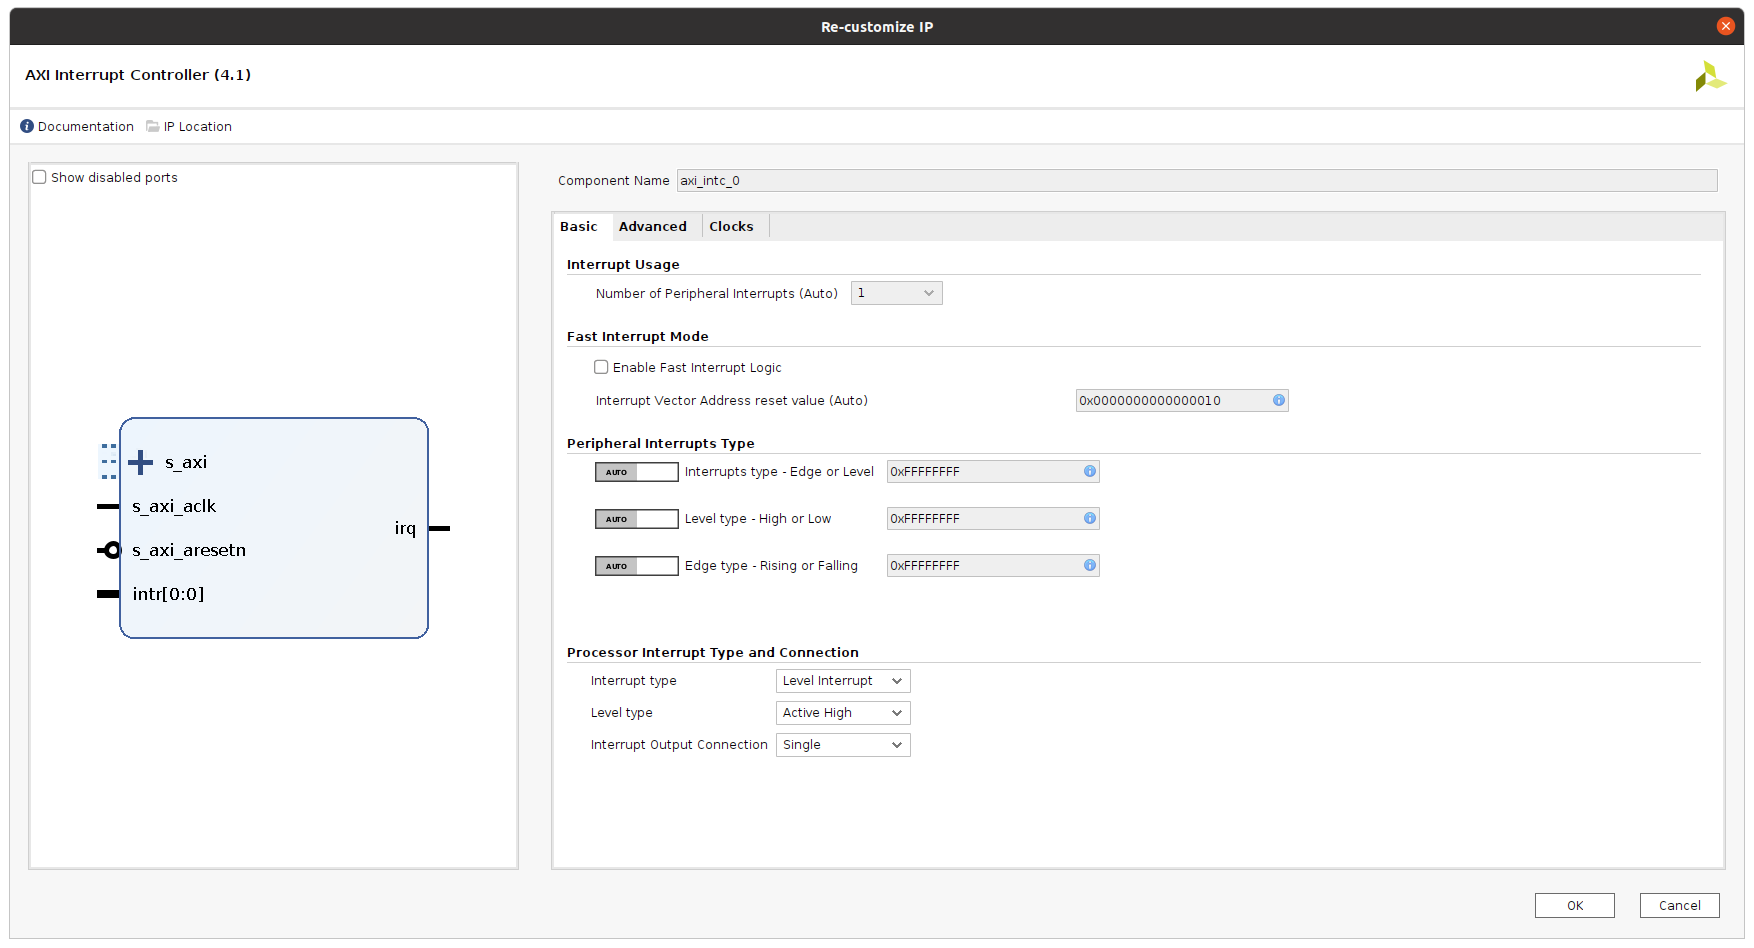 Re-customize IP
AXI Interrupt Controller (4.1)
Documentation IP Location
Show disabled ports
s_axi
s_axi_aclk
s_axi_aresetn
intr[0:0]
irq
Component Name axi_intc_0
Basic Advanced Clocks
Interrupt Usage
Number of Peripheral Interrupts (Auto) 1
Fast Interrupt Mode
Enable Fast Interrupt Logic
Interrupt Vector Address reset value (Auto) 0x0000000000000010
Peripheral Interrupts Type
AUTO Interrupts type - Edge or Level 0xFFFFFFFF
AUTO Level type - High or Low 0xFFFFFFFF
AUTO Edge type - Rising or Falling 0xFFFFFFFF
Processor Interrupt Type and Connection
Interrupt type Level Interrupt
Level type Active High
Interrupt Output Connection Single
OK Cancel